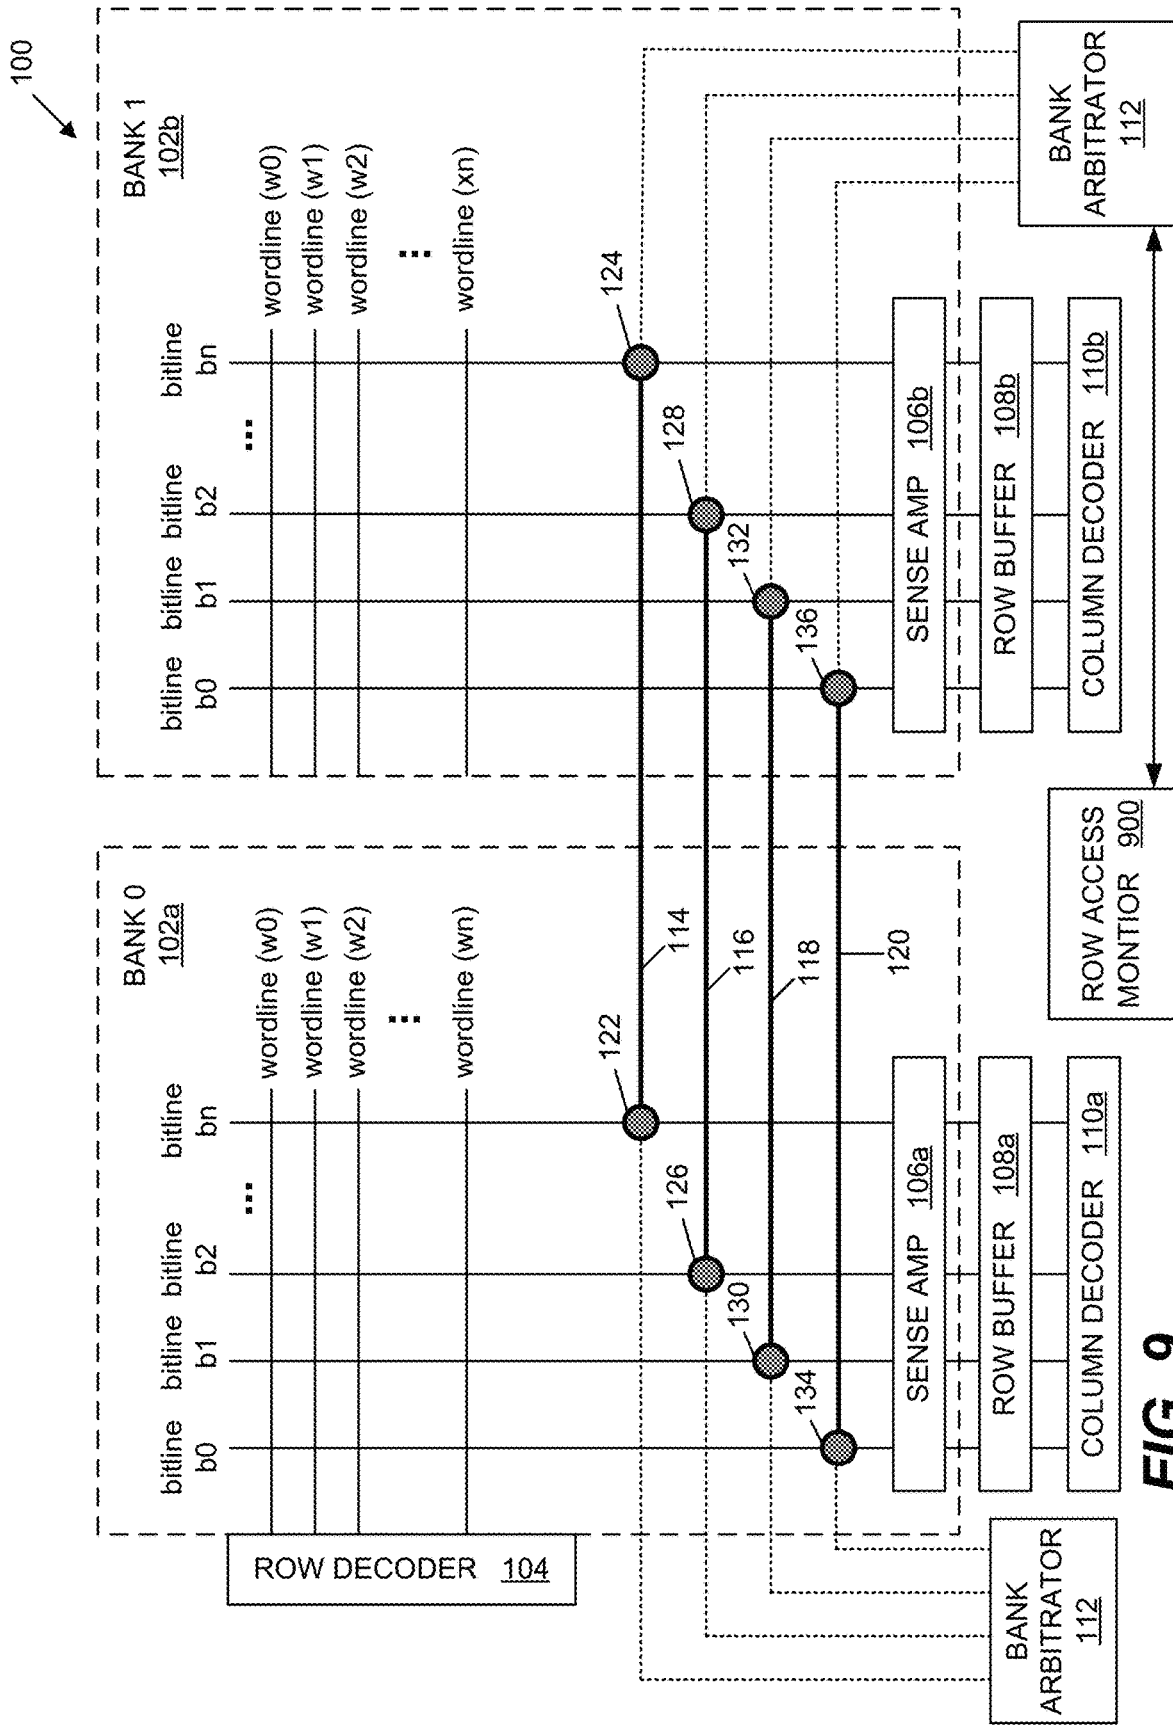 100
BANK 0
102a
BANK 1
102b
bitline
b0
bitline
b1
bitline
b2
...
bitline
bn
wordline (w0)
wordline (w1)
wordline (w2)
...
wordline (wn)
bitline
b0
bitline
b1
bitline
b2
...
bitline
bn
wordline (w0)
wordline (w1)
wordline (w2)
...
wordline (xn)
ROW DECODER 104
122
124
114
126
128
116
130
132
118
134
136
120
SENSE AMP 106a
SENSE AMP 106b
ROW BUFFER 108a
ROW BUFFER 108b
COLUMN DECODER 110a
COLUMN DECODER 110b
BANK
ARBITRATOR
112
ROW ACCESS
MONTIOR 900
BANK
ARBITRATOR
112
FIG. 9